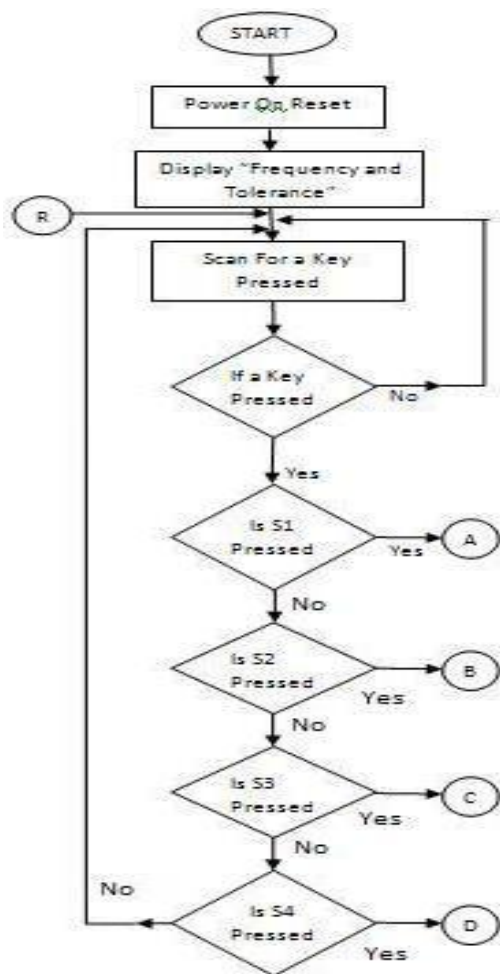 START
Power On Reset
Display "Frequency and
Tolerance"
R
Scan For a Key
Pressed
If a Key
Pressed
No
Yes
Is S1
Pressed
Yes
A
No
Is S2
Pressed
Yes
B
No
Is S3
Pressed
Yes
C
No
No
Is S4
Pressed
Yes
D